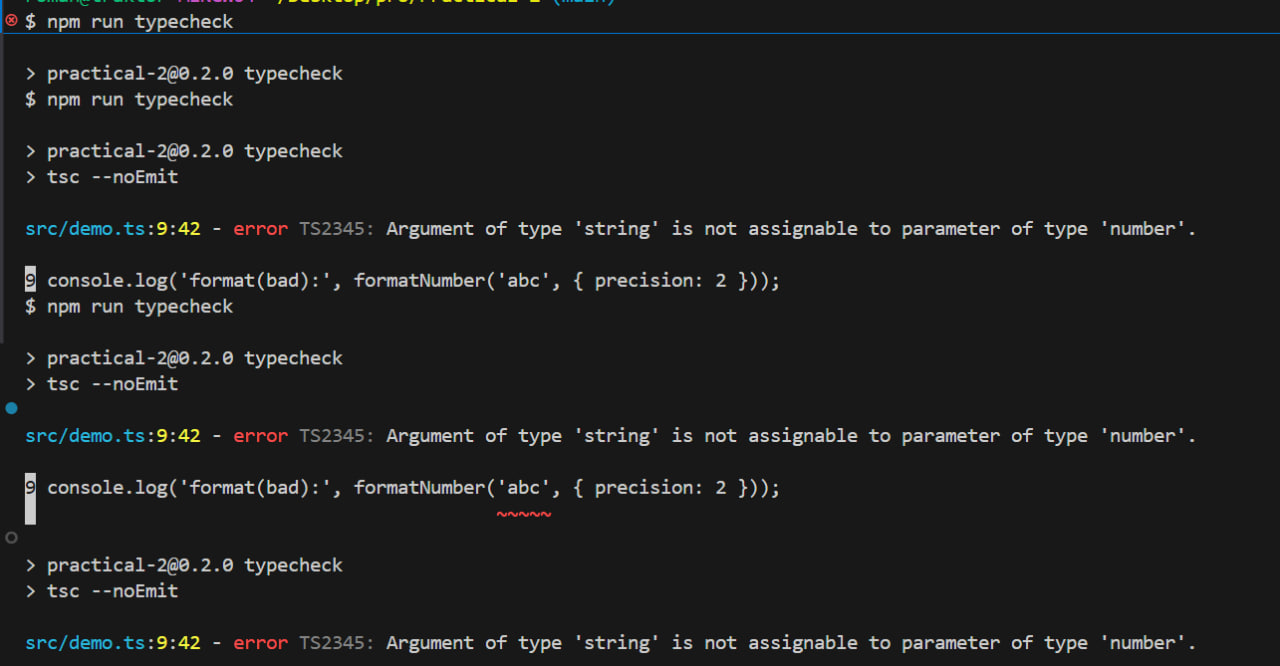 $ npm run typecheck
> practical-2@0.2.0 typecheck
$ npm run typecheck
> practical-2@0.2.0 typecheck
> tsc --noEmit
src/demo.ts:9:42 - error TS2345: Argument of type 'string' is not assignable to parameter of type 'number'.
9 console.log('format(bad):', formatNumber('abc', { precision: 2 }));
$ npm run typecheck
> practical-2@0.2.0 typecheck
> tsc --noEmit
src/demo.ts:9:42 - error TS2345: Argument of type 'string' is not assignable to parameter of type 'number'.
9 console.log('format(bad):', formatNumber('abc', { precision: 2 }));
> practical-2@0.2.0 typecheck
> tsc --noEmit
src/demo.ts:9:42 - error TS2345: Argument of type 'string' is not assignable to parameter of type 'number'.